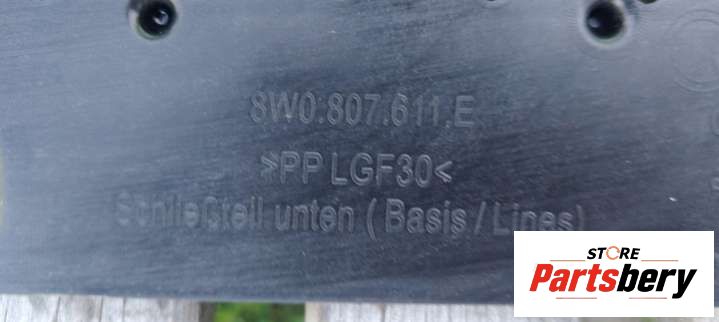 8W0.807.611.E
>PP LGF30<
Schließteil unten ( Basis / Lines)
STORE
Partsbery